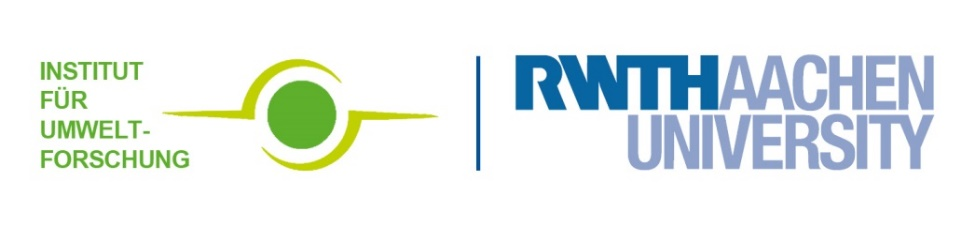 INSTITUT
FÜR
UMWELT-
FORSCHUNG
RWTHAACHEN
UNIVERSITY